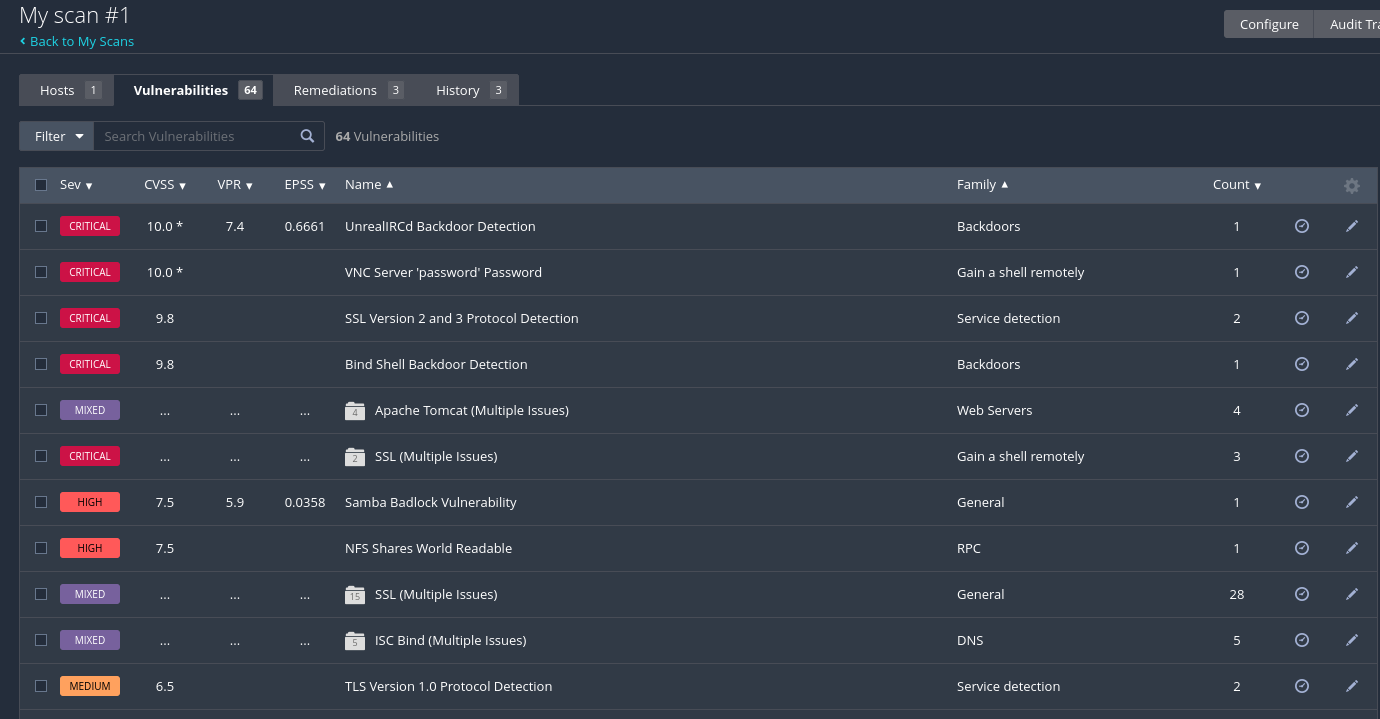 My scan #1
Configure Audit Tra
Back to My Scans
Hosts 1 Vulnerabilities 64 Remediations 3 History 3
Filter Search Vulnerabilities 64 Vulnerabilities
Sev CVSS VPR EPSS Name Family Count
CRITICAL 10.0 * 7.4 0.6661 UnrealIRCd Backdoor Detection Backdoors 1
CRITICAL 10.0 * VNC Server 'password' Password Gain a shell remotely 1
CRITICAL 9.8 SSL Version 2 and 3 Protocol Detection Service detection 2
CRITICAL 9.8 Bind Shell Backdoor Detection Backdoors 1
MIXED ... ... ... 4 Apache Tomcat (Multiple Issues) Web Servers 4
CRITICAL ... ... ... 2 SSL (Multiple Issues) Gain a shell remotely 3
HIGH 7.5 5.9 0.0358 Samba Badlock Vulnerability General 1
HIGH 7.5 NFS Shares World Readable RPC 1
MIXED ... ... ... 15 SSL (Multiple Issues) General 28
MIXED ... ... ... 5 ISC Bind (Multiple Issues) DNS 5
MEDIUM 6.5 TLS Version 1.0 Protocol Detection Service detection 2